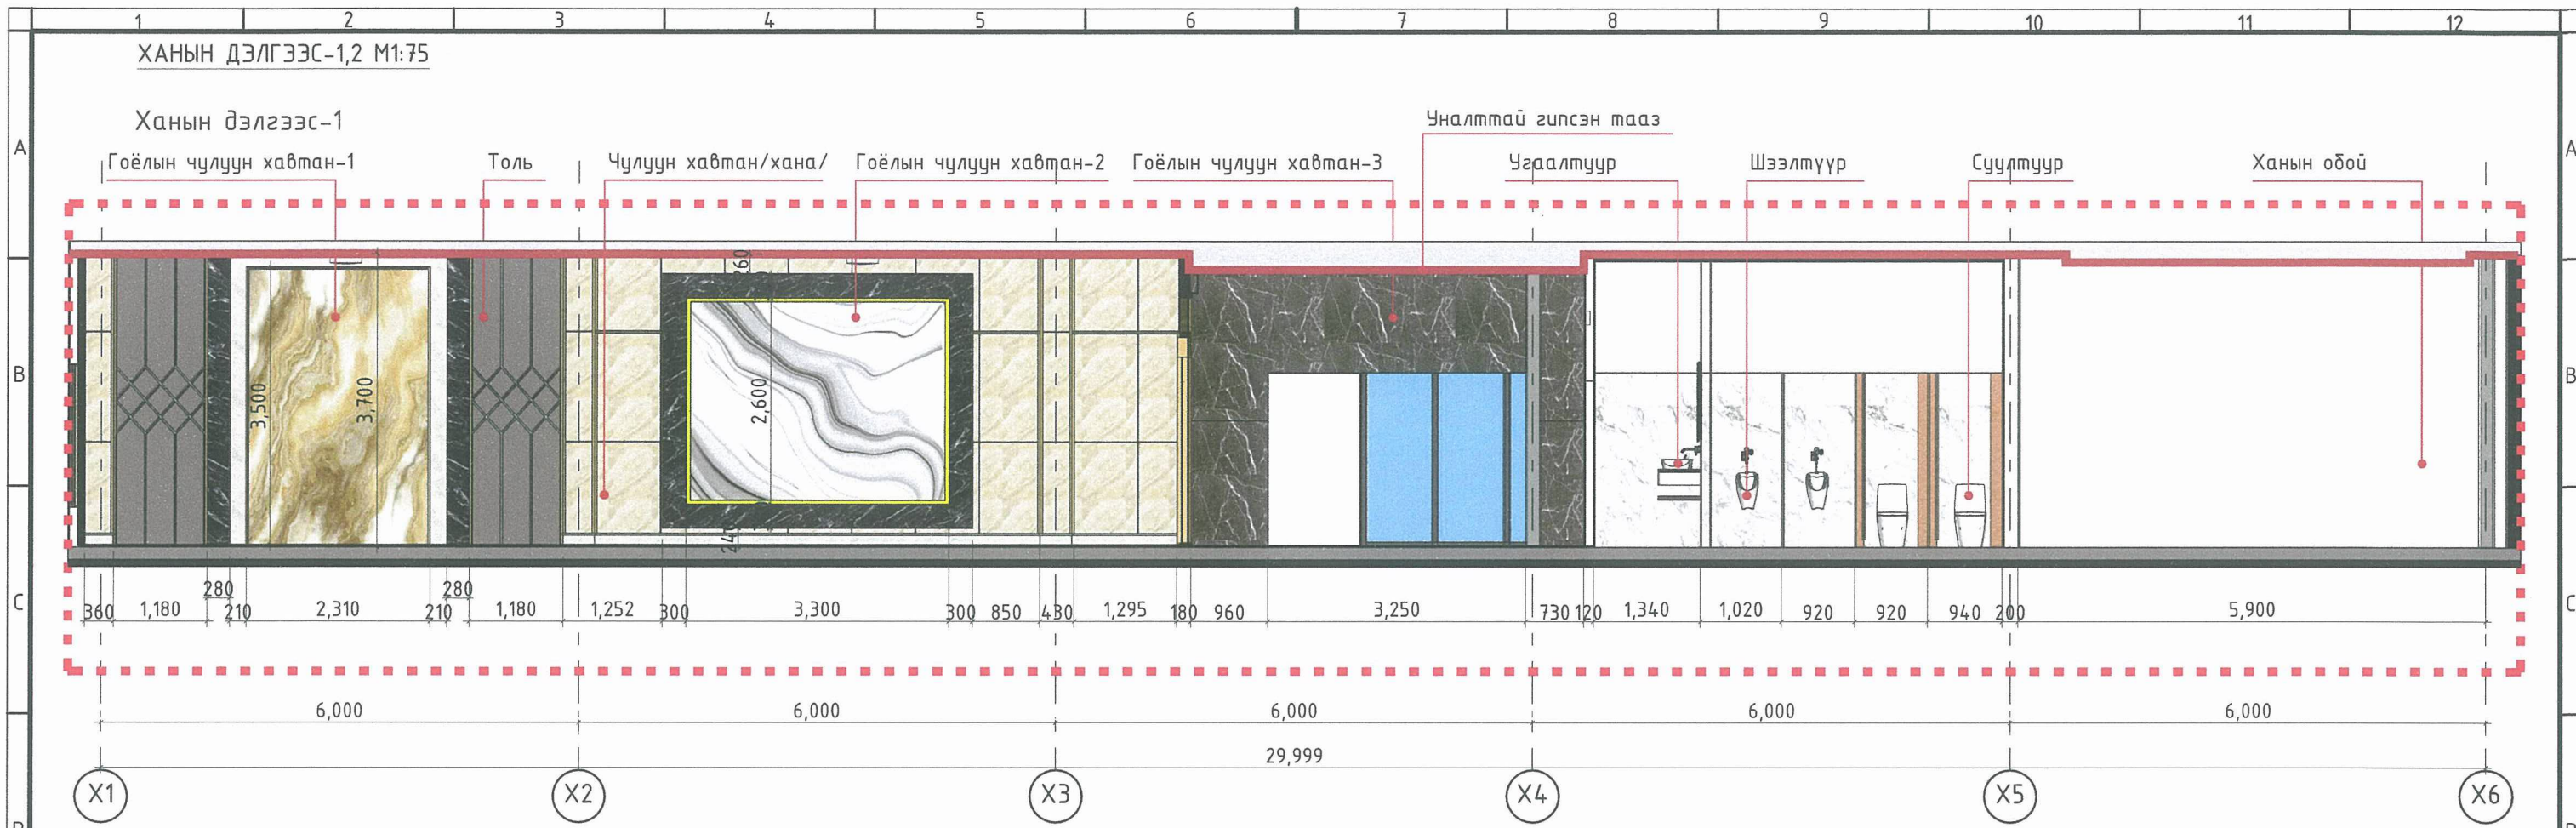 1 2 3 4 5 6 7 8 9 10 11 12
ХАНЫН ДЭЛГЭЭС-1,2 М1:75
Ханын дэлгээс-1
Уналттай гипсэн тааз
A A
Гоёлын чулуун хавтан-1 Толь Чулуун хавтан/хана/ Гоёлын чулуун хавтан-2 Гоёлын чулуун хавтан-3 Угаалтуур Шээлтүүр Суултуур Ханын обой
260
B B
3,500 3,700 2,600
280 280
C C
360 1,180 210 2,310 210 1,180 1,252 300 3,300 300 850 430 1,295 180 960 3,250 730 120 1,340 1,020 920 920 940 200 5,900
6,000 6,000 6,000 6,000 6,000
29,999
X1 X2 X3 X4 X5 X6